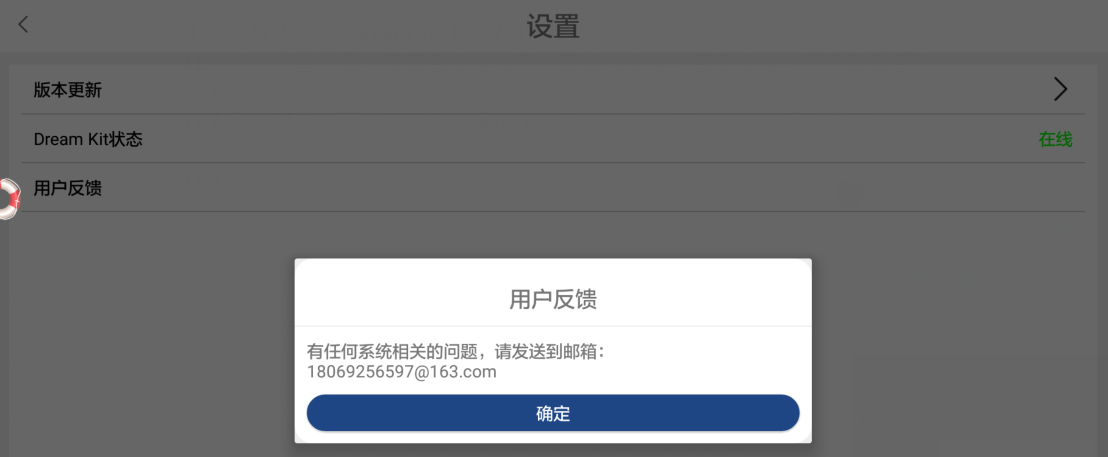 设置
版本更新
Dream Kit状态
在线
用户反馈
用户反馈
有任何系统相关的问题，请发送到邮箱：
18069256597@163.com
确定